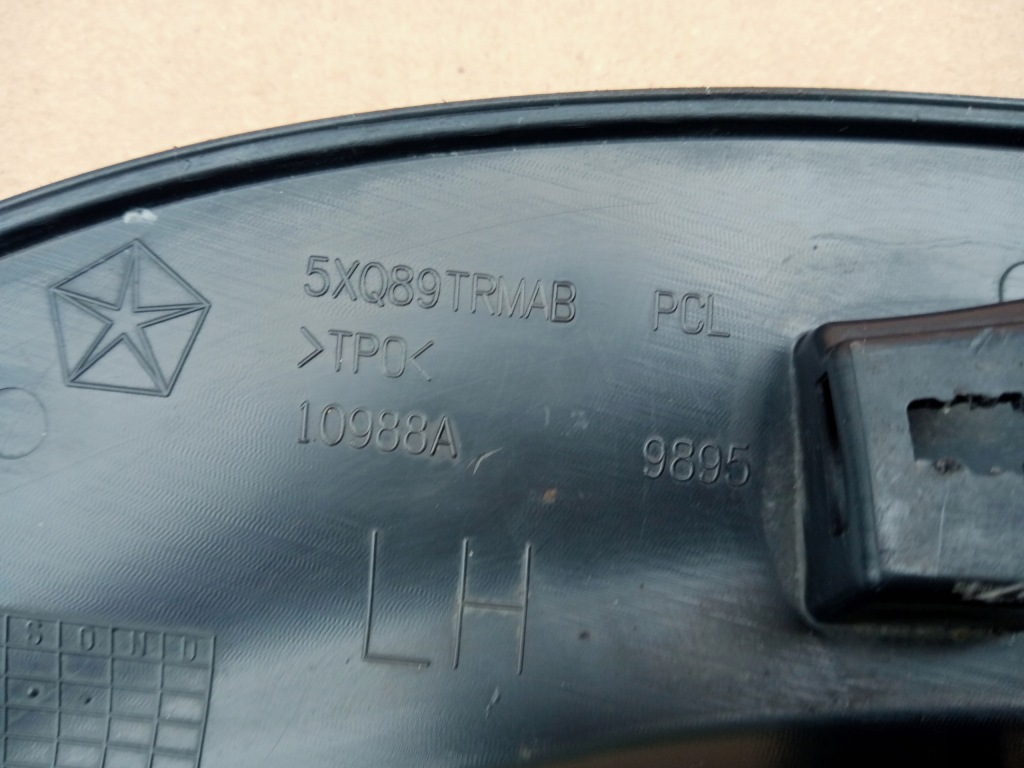 5XQ89TRMAB PCL
>TPO<
10988A 9895
LH
S O N D